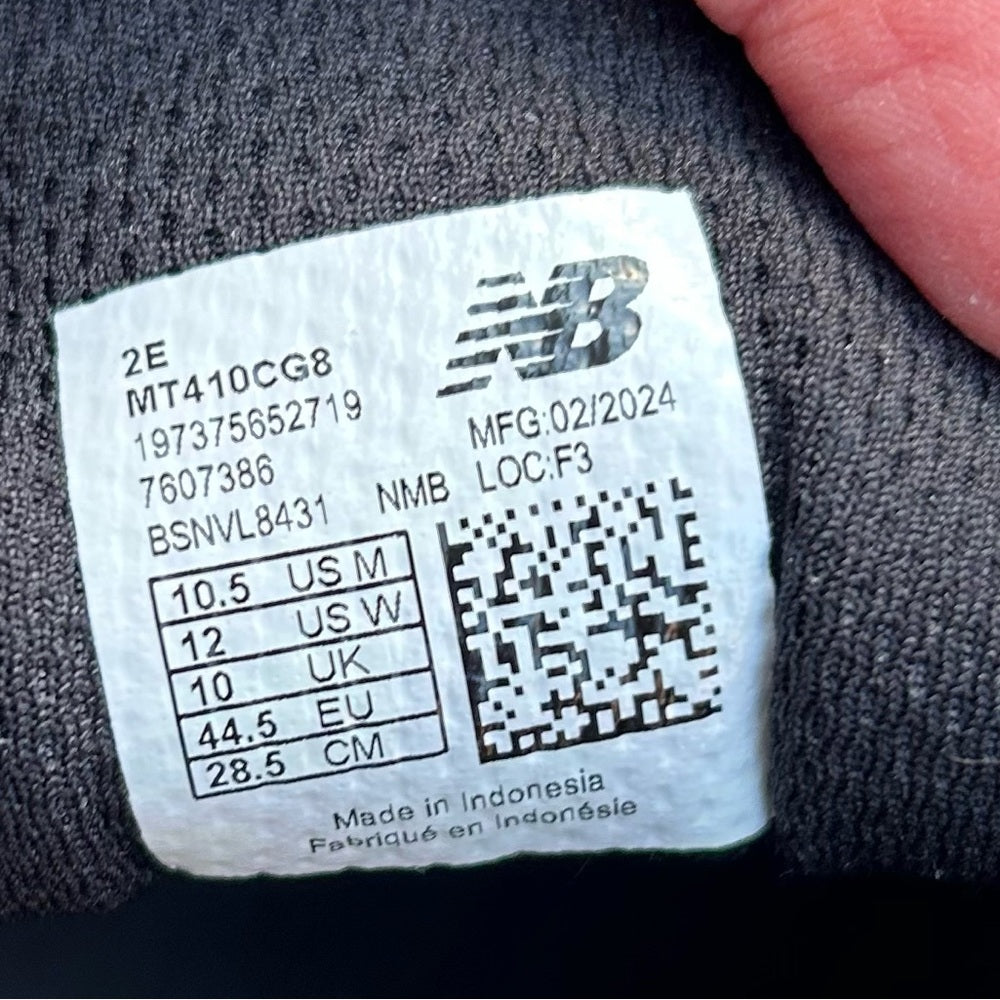 NB
2E
MT410CG8
197375652719
7607386
BSNVL8431 NMB
MFG:02/2024
LOC:F3
10.5 US M
12 US W
10 UK
44.5 EU
28.5 CM
Made in Indonesia
Fabriqué en Indonésie